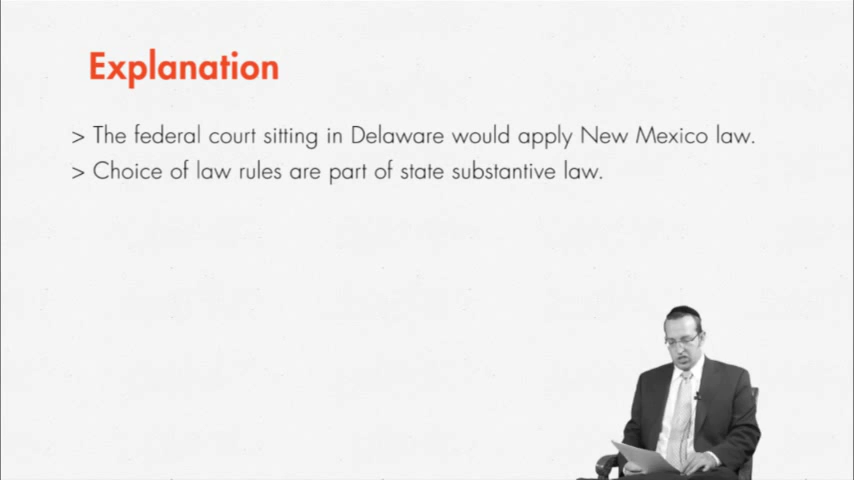 Explanation
> The federal court sitting in Delaware would apply New Mexico law.
> Choice of law rules are part of state substantive law.